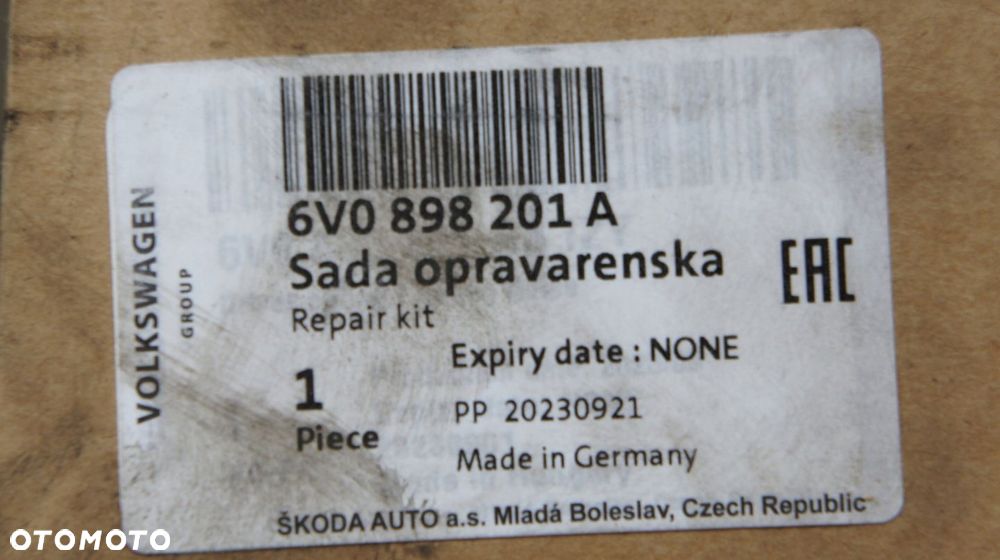 VOLKSWAGEN
GROUP
6V0 898 201 A
Sada opravarenska
Repair kit
EAC
Expiry date : NONE
1
Piece
PP 20230921
Made in Germany
ŠKODA AUTO a.s. Mladá Boleslav, Czech Republic
OTOMOTO